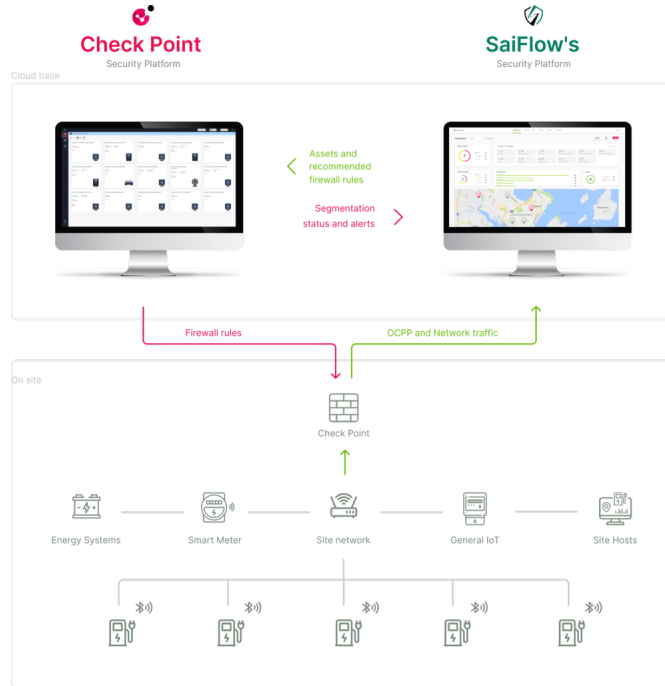 Check Point
Security Platform
SaiFlow's
Security Platform
Cloud base
Assets and
recommended
firewall rules
Segmentation
status and alerts
Firewall rules
OCPP and Network traffic
On site
Check Point
Energy Systems
Smart Meter
Site network
General IoT
Site Hosts